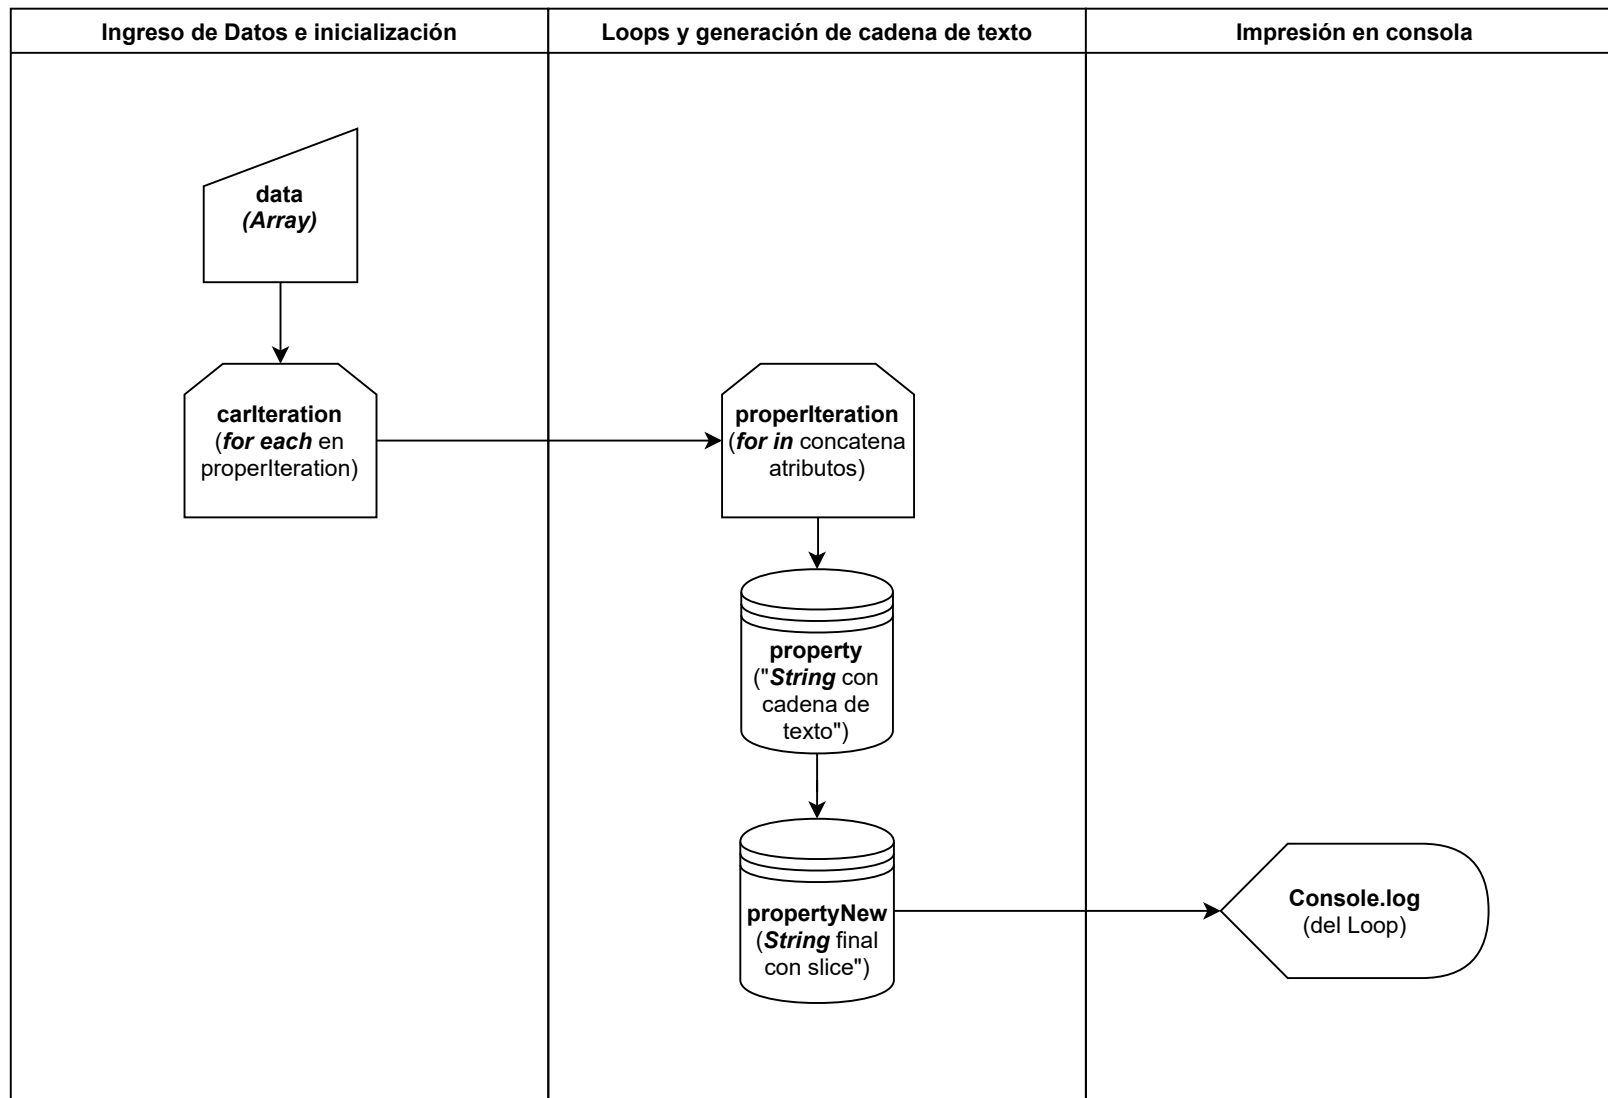 Ingreso de Datos e inicialización
Loops y generación de cadena de texto
Impresión en consola
data
(Array)
carIteration
(for each en
properIteration)
properIteration
(for in concatena
atributos)
property
("String con
cadena de
texto")
propertyNew
(String final
con slice")
Console.log
(del Loop)